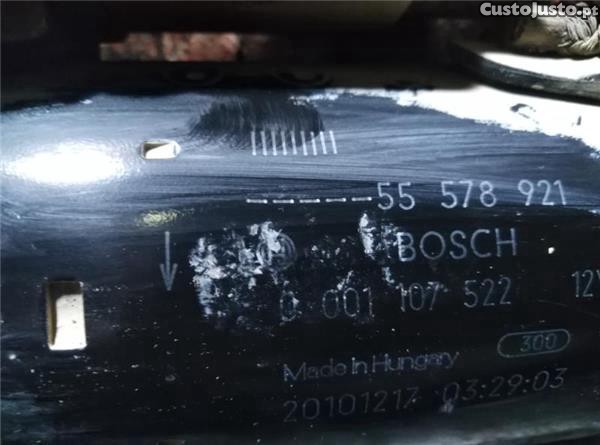 CustoJusto.pt
55 578 921
BOSCH
0 001 107 522 12V
300
Made in Hungary
20101217 03:29:03